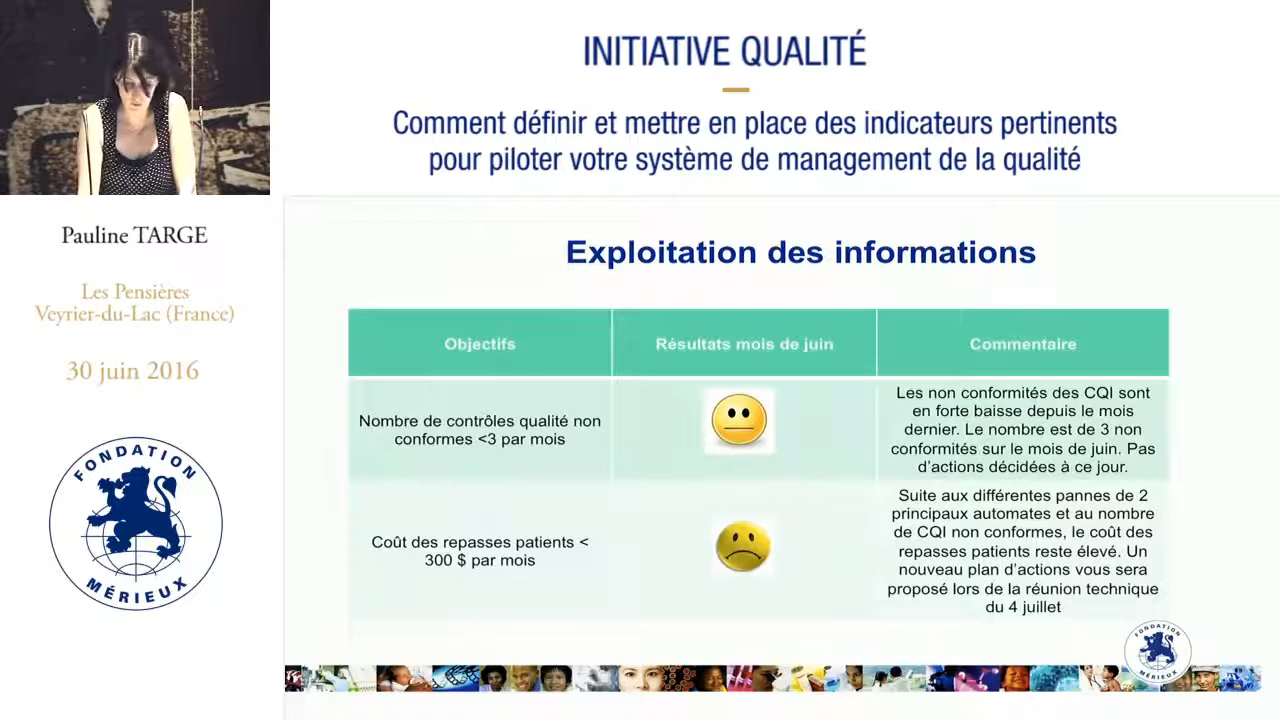 INITIATIVE QUALITÉ
Comment définir et mettre en place des indicateurs pertinents
pour piloter votre système de management de la qualité
Pauline TARGE
Les Pensières
Veyrier-du-Lac (France)
30 juin 2016
FONDATION
MÉRIEUX
Exploitation des informations
Objectifs
Résultats mois de juin
Commentaire
Nombre de contrôles qualité non
conformes <3 par mois
Les non conformités des CQI sont
en forte baisse depuis le mois
dernier. Le nombre est de 3 non
conformités sur le mois de juin. Pas
d'actions décidées à ce jour.
Coût des repasses patients <
300 $ par mois
Suite aux différentes pannes de 2
principaux automates et au nombre
de CQI non conformes, le coût des
repasses patients reste élevé. Un
nouveau plan d'actions vous sera
proposé lors de la réunion technique
du 4 juillet
FONDATION
MÉRIEUX